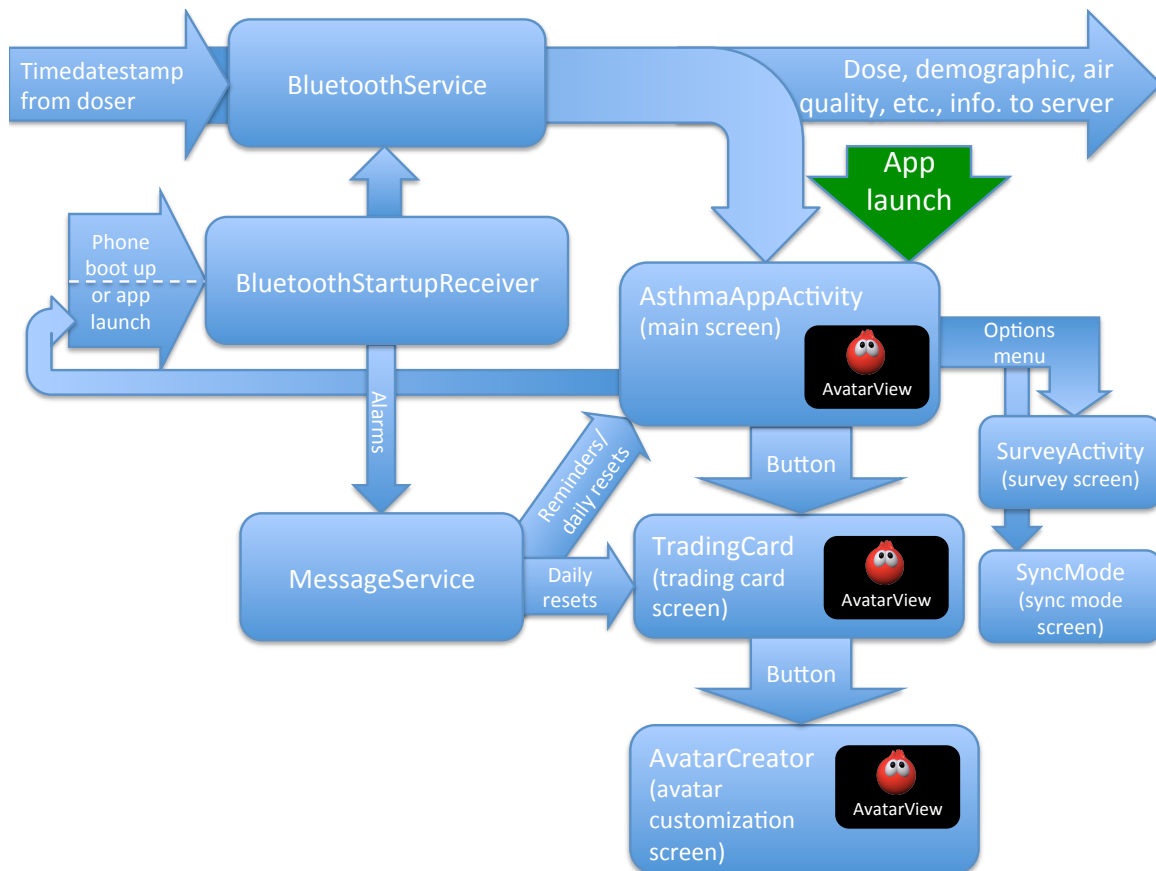 Timedatestamp
from doser
BluetoothService
Dose, demographic, air
quality, etc., info. to server
App
launch
Phone
boot up
or app
launch
BluetoothStartupReceiver
AsthmaAppActivity
(main screen)
AvatarView
Options
menu
Alarms
Reminders/
daily resets
Button
SurveyActivity
(survey screen)
MessageService
Daily
resets
TradingCard
(trading card
screen)
AvatarView
SyncMode
(sync mode
screen)
Button
AvatarCreator
(avatar
customization
screen)
AvatarView